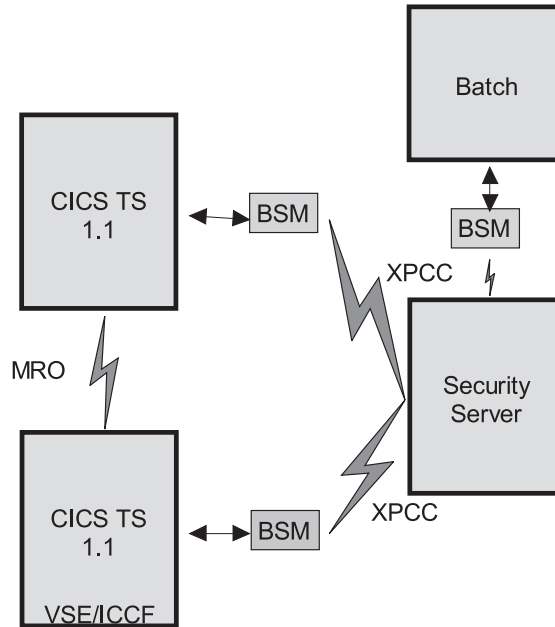 Batch
CICS TS
1.1
BSM
BSM
XPCC
MRO
Security
Server
CICS TS
1.1
BSM
XPCC
VSE/ICCF